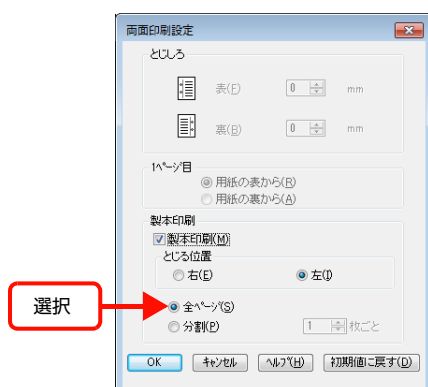 両面印刷設定
とじしろ
表(F) 0 mm
裏(B) 0 mm
1ページ目
用紙の表から(R)
用紙の裏から(A)
製本印刷
製本印刷(M)
とじる位置
右(E) 左(I)
選択
全ページ(S)
分割(P) 1 枚ごと
OK キャンセル ヘルプ(H) 初期値に戻す(D)